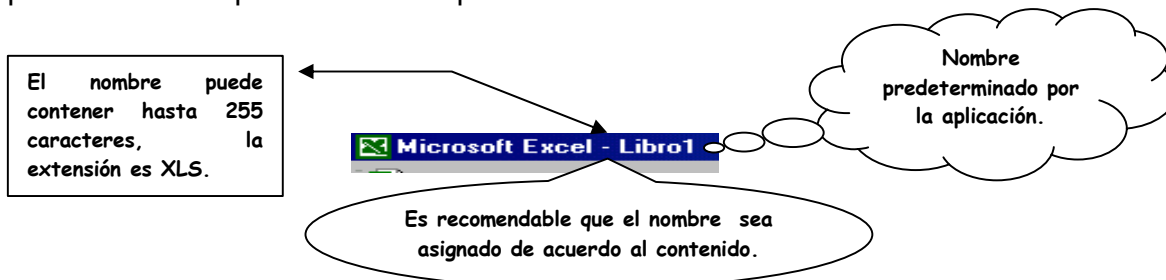 El nombre puede
contener hasta 255
caracteres, la
extensión es XLS.
Nombre
predeterminado por
la aplicación.
Microsoft Excel - Libro1
Es recomendable que el nombre sea
asignado de acuerdo al contenido.